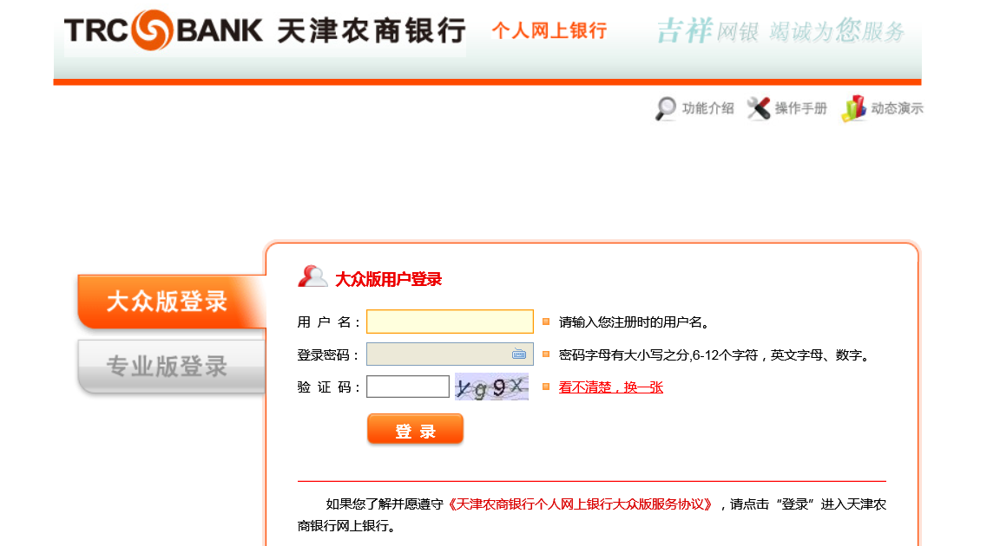 TRC BANK 天津农商银行 个人网上银行 吉祥网银 竭诚为您服务
功能介绍 操作手册 动态演示
大众版登录
专业版登录
大众版用户登录
用 户 名： 请输入您注册时的用户名。
登录密码： 密码字母有大小写之分,6-12个字符，英文字母、数字。
验 证 码： yg9X 看不清楚，换一张
登 录
如果您了解并愿遵守《天津农商银行个人网上银行大众版服务协议》，请点击“登录”进入天津农
商银行网上银行。